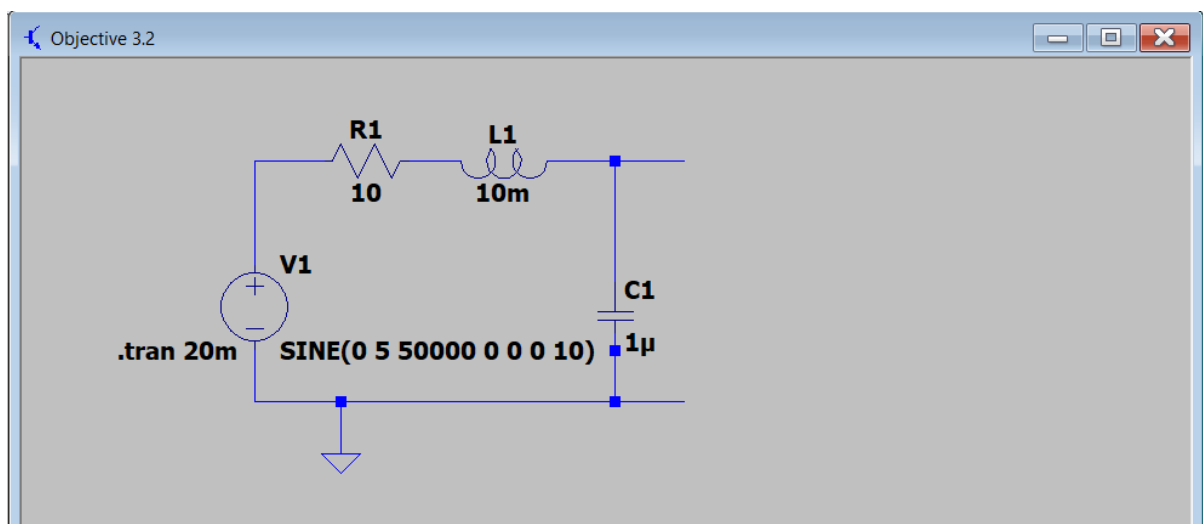 Objective 3.2
R1
L1
10
10m
V1
C1
.tran 20m
SINE(0 5 50000 0 0 0 10)
1µ